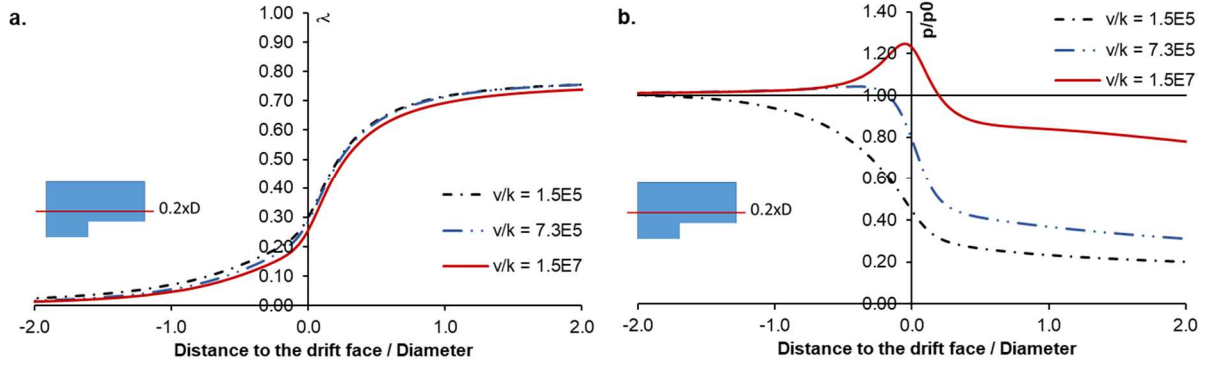 a.
λ
1.00
0.90
0.80
0.70
0.60
0.50
0.40
0.30
0.20
0.10
0.00
-2.0 -1.0 0.0 1.0 2.0
Distance to the drift face / Diameter
0.2xD
v/k = 1.5E5
v/k = 7.3E5
v/k = 1.5E7
b.
p/p0
1.40
1.20
1.00
0.80
0.60
0.40
0.20
0.00
-2.0 -1.0 0.0 1.0 2.0
Distance to the drift face / Diameter
0.2xD
v/k = 1.5E5
v/k = 7.3E5
v/k = 1.5E7